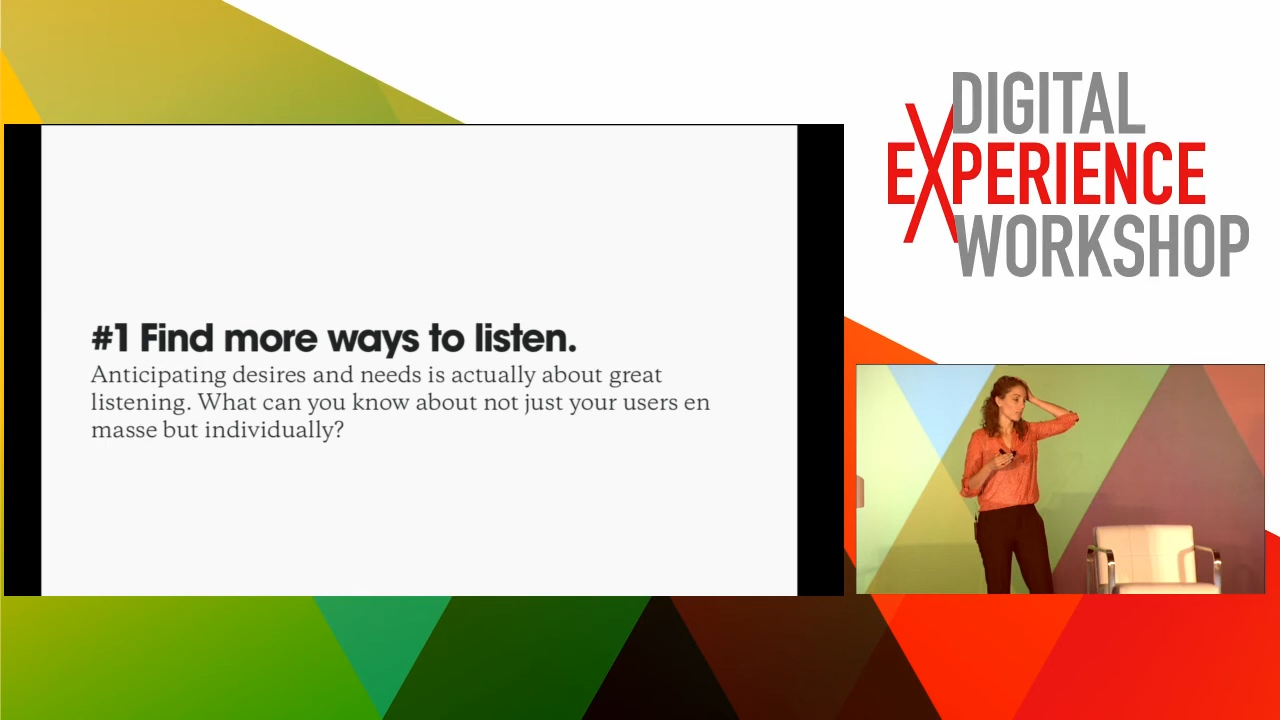 #1 Find more ways to listen.
Anticipating desires and needs is actually about great
listening. What can you know about not just your users en
masse but individually?
DIGITAL
EXPERIENCE
WORKSHOP